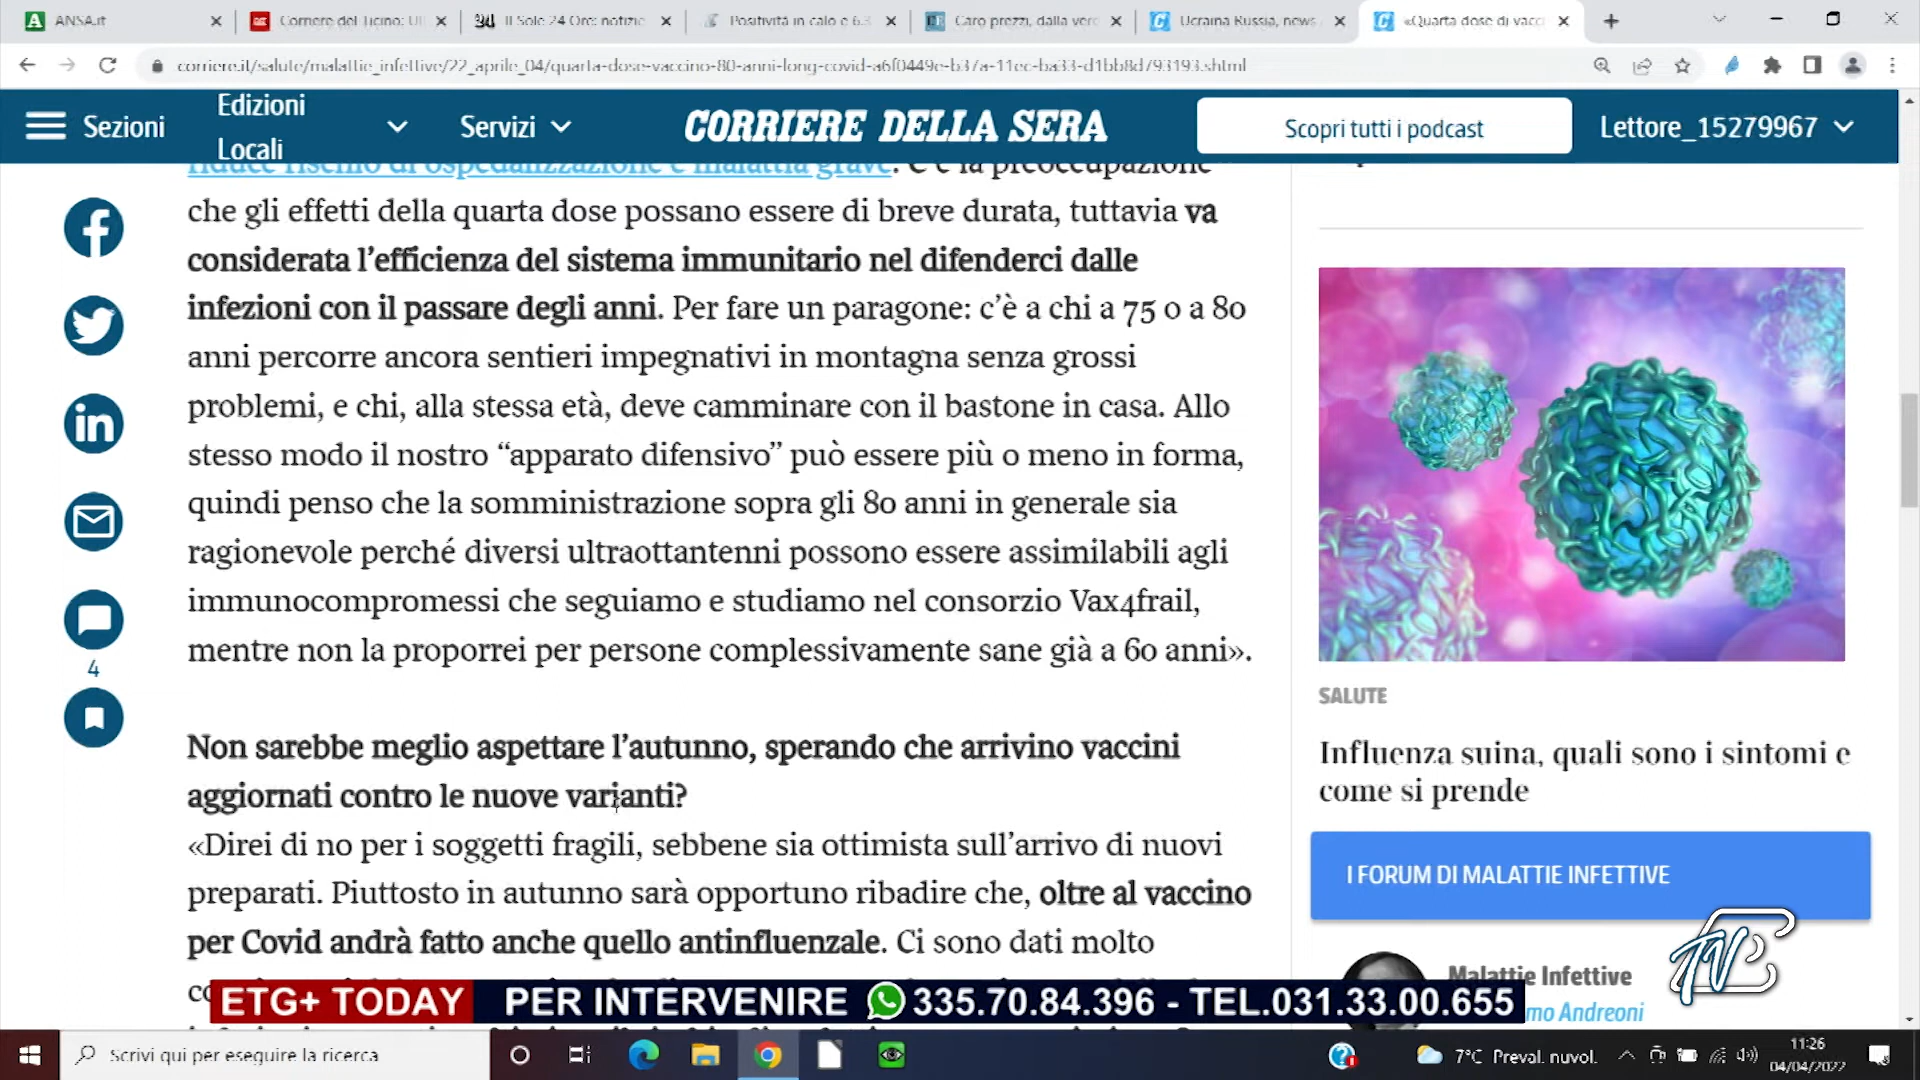 ANSA.it
Corriere del Ticino: Ul
Il Sole 24 Ore: notizie
Positività in calo e 6.3
Caro prezzi, dalla verc
Ucraina Russia, news
«Quarta dose di vacci
corriere.it/salute/malattie_infettive/22_aprile_04/quarta-dose-vaccino-80-anni-long-covid-a6f0449e-b37a-11ec-ba33-d1bb8d793193.shtml
Sezioni
Edizioni
Locali
Servizi
CORRIERE DELLA SERA
Scopri tutti i podcast
Lettore_15279967
riduce rischio di ospedalizzazione e malattia grave. C'è la preoccupazione
che gli effetti della quarta dose possano essere di breve durata, tuttavia va
considerata l’efficienza del sistema immunitario nel difenderci dalle
infezioni con il passare degli anni. Per fare un paragone: c’è a chi a 75 o a 80
anni percorre ancora sentieri impegnativi in montagna senza grossi
problemi, e chi, alla stessa età, deve camminare con il bastone in casa. Allo
stesso modo il nostro “apparato difensivo” può essere più o meno in forma,
quindi penso che la somministrazione sopra gli 80 anni in generale sia
ragionevole perché diversi ultraottantenni possono essere assimilabili agli
immunocompromessi che seguiamo e studiamo nel consorzio Vax4frail,
mentre non la proporrei per persone complessivamente sane già a 60 anni».
4
Non sarebbe meglio aspettare l’autunno, sperando che arrivino vaccini
aggiornati contro le nuove varianti?
«Direi di no per i soggetti fragili, sebbene sia ottimista sull’arrivo di nuovi
preparati. Piuttosto in autunno sarà opportuno ribadire che, oltre al vaccino
per Covid andrà fatto anche quello antinfluenzale. Ci sono dati molto
SALUTE
Influenza suina, quali sono i sintomi e
come si prende
I FORUM DI MALATTIE INFETTIVE
Malattie Infettive
mo Andreoni
TVC
ETG+ TODAY PER INTERVENIRE 335.70.84.396 - TEL.031.33.00.655
Scrivi qui per eseguire la ricerca
7°C Preval. nuvol.
11:26
04/04/2022